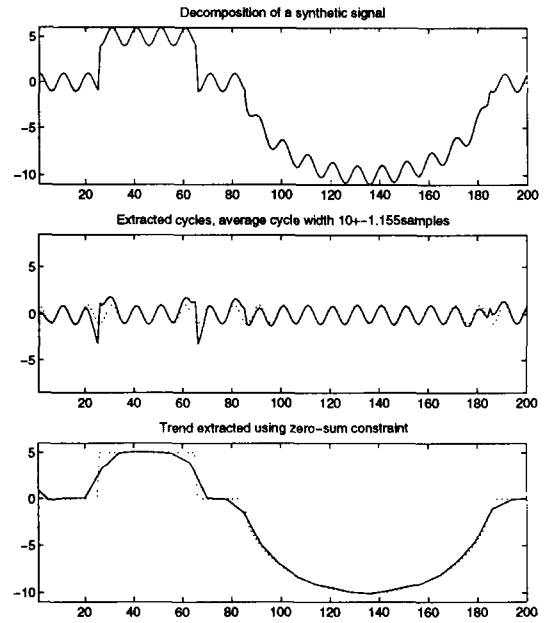 Decomposition of a synthetic signal
5
0
-5
-10
20 40 60 80 100 120 140 160 180 200
Extracted cycles, average cycle width 10+-1.155samples
5
0
-5
20 40 60 80 100 120 140 160 180 200
Trend extracted using zero-sum constraint
5
0
-5
-10
20 40 60 80 100 120 140 160 180 200